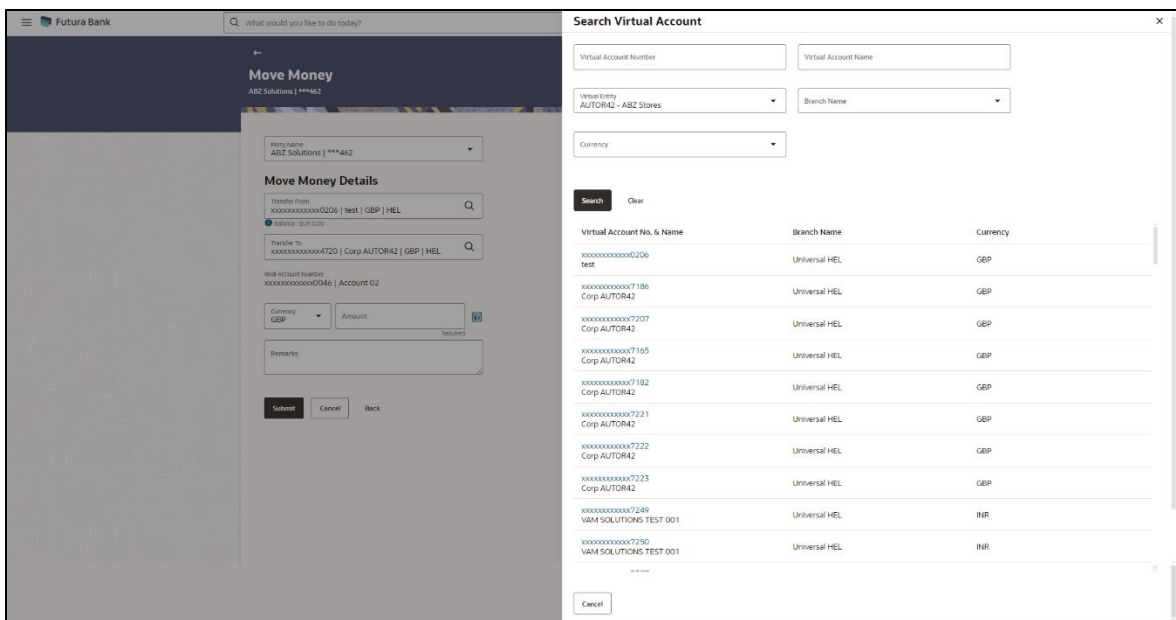 Futura Bank
What would you like to do today?
←
Move Money
ABZ Solutions | ***462
Party Name
ABZ Solutions | ***462
Move Money Details
Transfer From
xxxxxxxxxxxx0206 | test | GBP | HEL
Balance : EUR 0.00
Transfer To
xxxxxxxxxxxx4720 | Corp AUTOR42 | GBP | HEL
Real Account Number
xxxxxxxxxxxx0046 | Account 02
Currency
GBP
Amount
Required
Remarks
Submit Cancel Back
Search Virtual Account
Virtual Account Number Virtual Account Name
Virtual Entity
AUTOR42 - ABZ Stores
Branch Name
Currency
Search Clear
Virtual Account No. & Name Branch Name Currency
xxxxxxxxxxxx0206
test
Universal HEL GBP
xxxxxxxxxxxx7186
Corp AUTOR42
Universal HEL GBP
xxxxxxxxxxxx7207
Corp AUTOR42
Universal HEL GBP
xxxxxxxxxxxx7165
Corp AUTOR42
Universal HEL GBP
xxxxxxxxxxxx7182
Corp AUTOR42
Universal HEL GBP
xxxxxxxxxxxx7221
Corp AUTOR42
Universal HEL GBP
xxxxxxxxxxxx7222
Corp AUTOR42
Universal HEL GBP
xxxxxxxxxxxx7223
Corp AUTOR42
Universal HEL GBP
xxxxxxxxxxxx7249
VAM SOLUTIONS TEST 001
Universal HEL INR
xxxxxxxxxxxx7250
VAM SOLUTIONS TEST 001
Universal HEL INR
Cancel